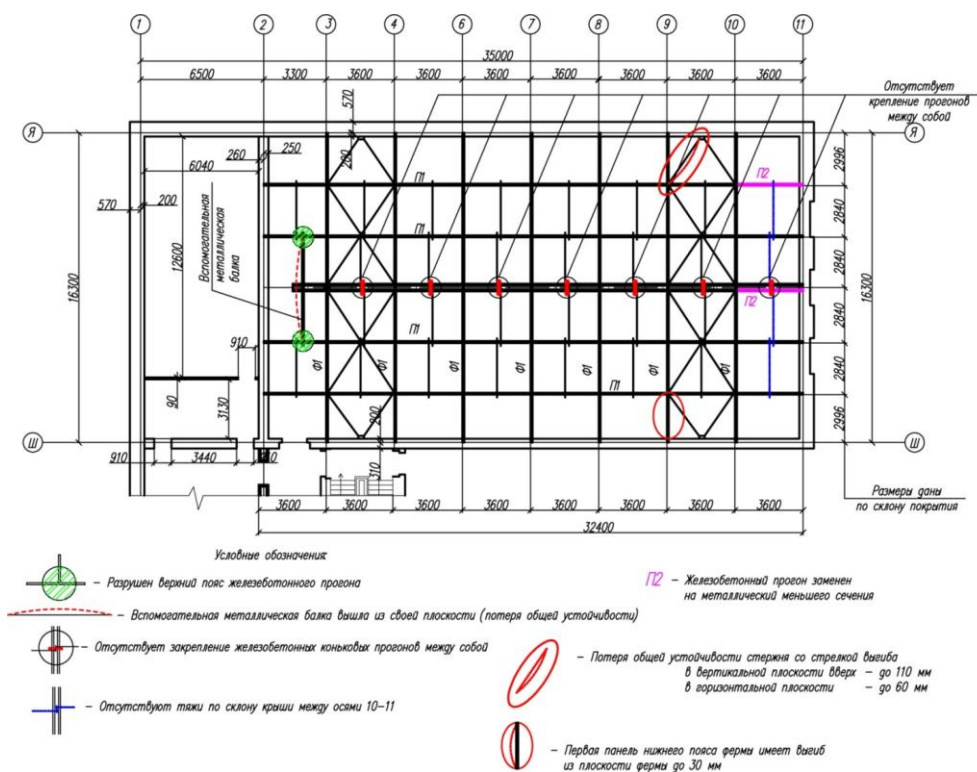 1 2 3 4 6 7 8 9 10 11
35000
6500 3300 3600 3600 3600 3600 3600 3600 3600
Отсутствует
крепление прогонов
между собой
570
Я Я
260 250 200
6040
П1 П2
2996
570 200
12600
Вспомогательная
металлическая
балка
П1
2840
16300 2840 16300
П2
910 П1 2840
Ф1 Ф1 Ф1 Ф1 Ф1 Ф1 Ф1
П1
2840
90 3130 200 2996
Ш Ш
910 3440
310
Размеры даны
по склону покрытия
3600 3600 3600 3600 3600 3600 3600 3600
32400
Условные обозначения:
– Разрушен верхний пояс железеботонного прогона
П2 – Железобетонный прогон заменен
на металлический меньшего сечения
– Вспомогательная металлическая балка вышла из своей плоскости (потеря общей устойчивости)
– Отсутствует закрепление железобетонных коньковых прогонов между собой
– Потеря общей устойчивости стержня со стрелкой выгиба
в вертикальной плоскости вверх – до 110 мм
в горизонтальной плоскости – до 60 мм
– Отсутствуют тяжи по склону крыши между осями 10-11
– Первая панель нижнего пояса фермы имеет выгиб
из плоскости фермы до 30 мм